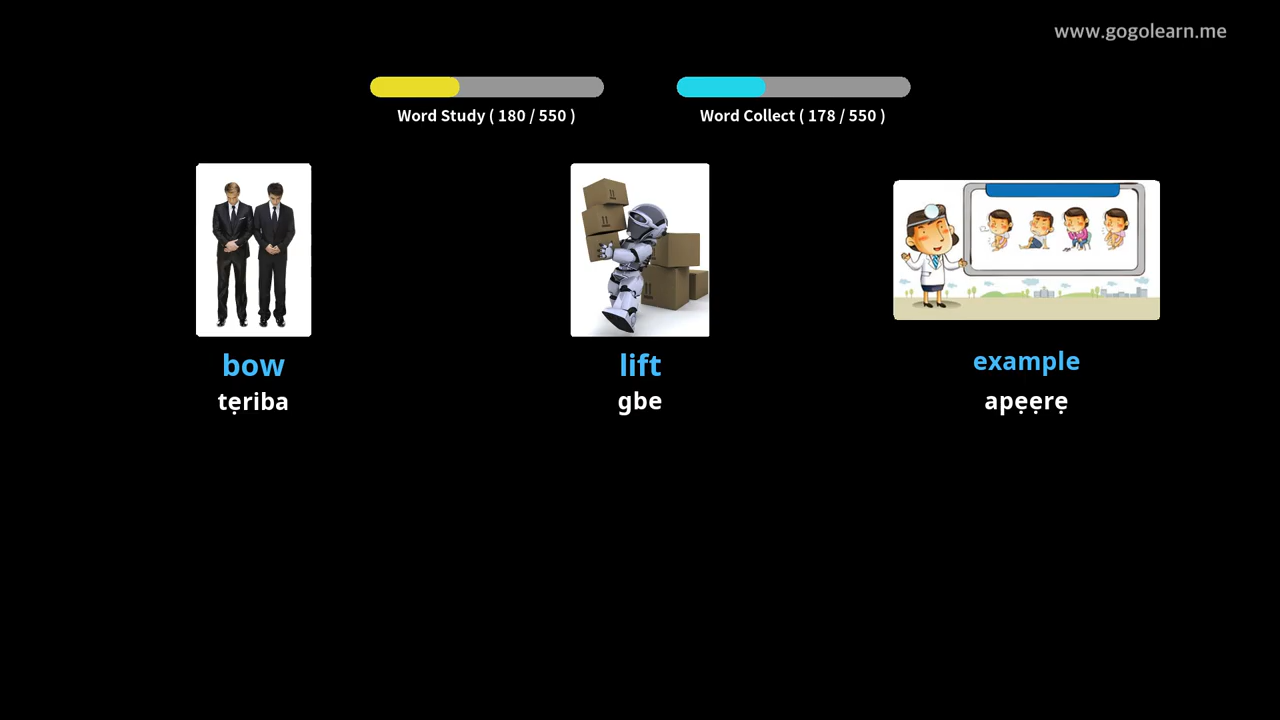 www.gogolearn.me
Word Study ( 180 / 550 )
Word Collect ( 178 / 550 )
bow
tẹriba
lift
gbe
example
apẹẹrẹ